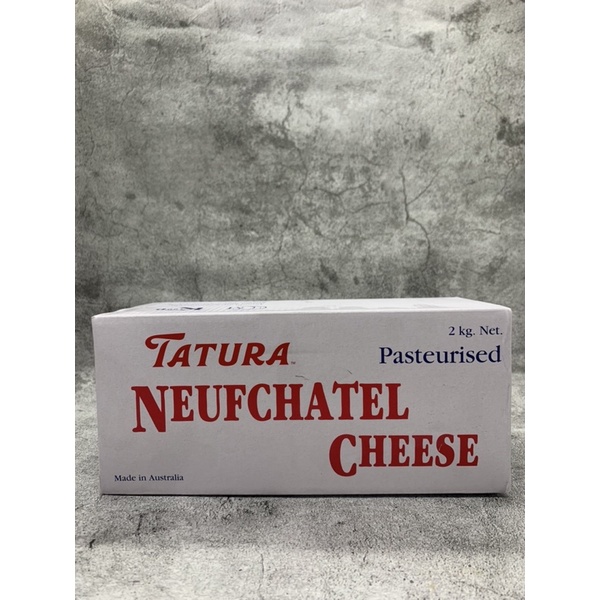 TATURA
2 kg. Net.
Pasteurised
NEUFCHATEL
CHEESE
Made in Australia